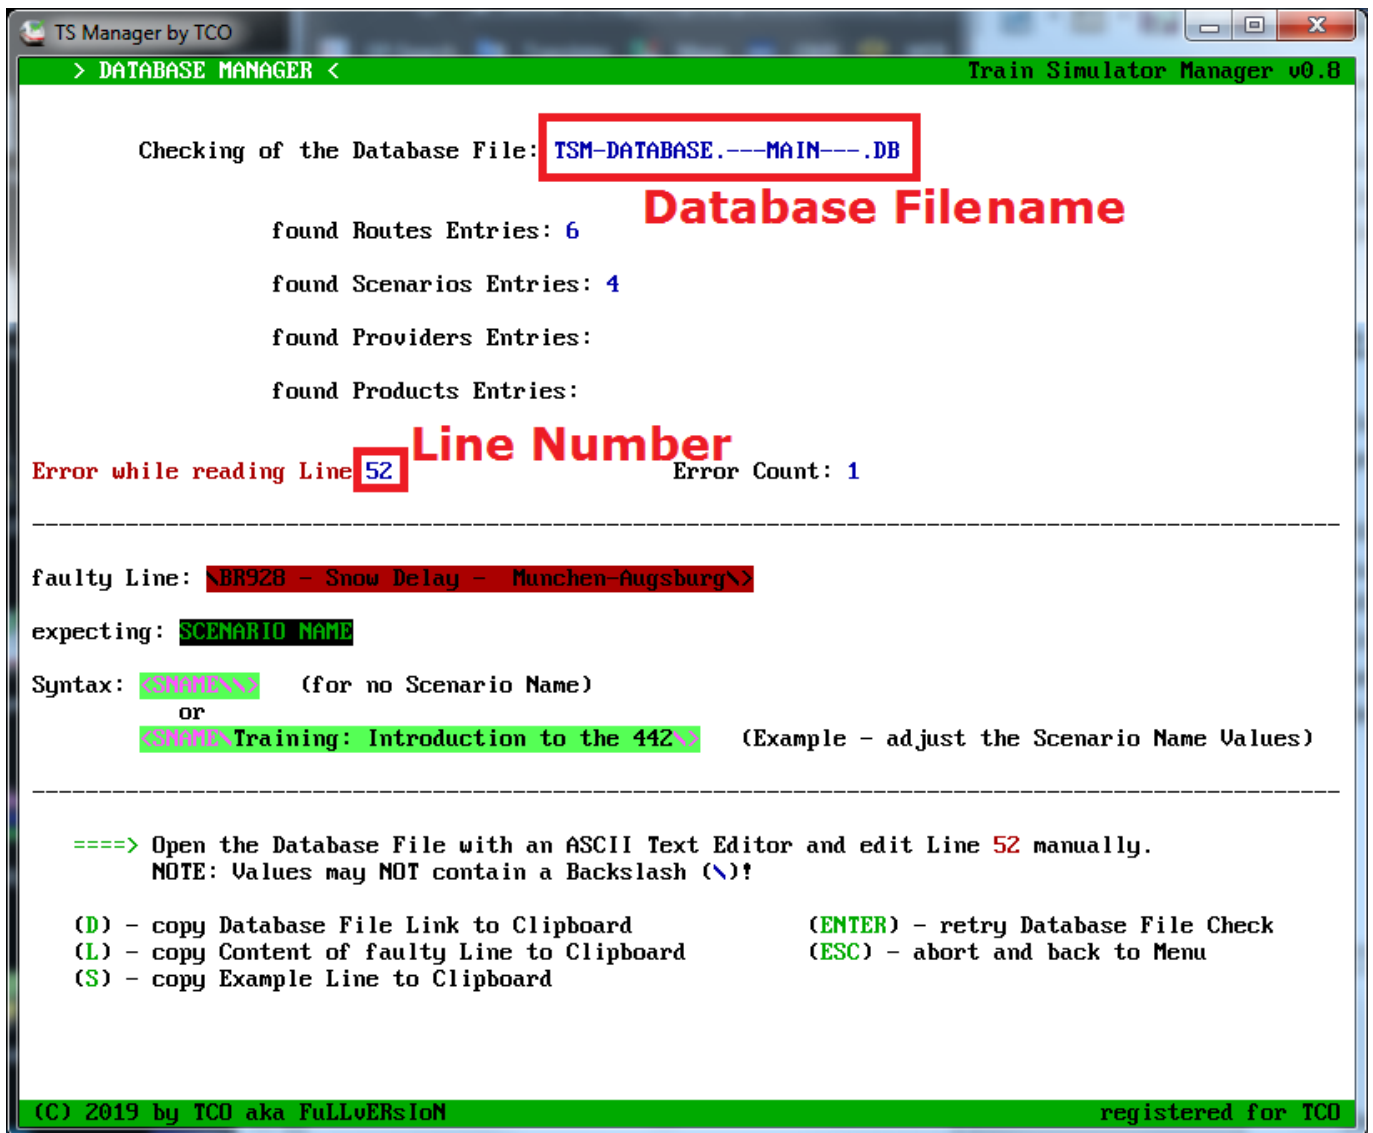 TS Manager by TCO
> DATABASE MANAGER < Train Simulator Manager v0.8
Checking of the Database File: TSM-DATABASE.---MAIN---.DB
Database Filename
found Routes Entries: 6
found Scenarios Entries: 4
found Providers Entries:
found Products Entries:
Line Number
Error while reading Line 52 Error Count: 1
faulty Line: \BR928 - Snow Delay -  Munchen-Augsburg\>
expecting: SCENARIO NAME
Syntax: <SNAME\\> (for no Scenario Name)
or
<SNAME\Training: Introduction to the 442\> (Example - adjust the Scenario Name Values)
====> Open the Database File with an ASCII Text Editor and edit Line 52 manually.
NOTE: Values may NOT contain a Backslash (\)!
(D) - copy Database File Link to Clipboard (ENTER) - retry Database File Check
(L) - copy Content of faulty Line to Clipboard (ESC) - abort and back to Menu
(S) - copy Example Line to Clipboard
(C) 2019 by TCO aka FuLLvERsIoN registered for TCO